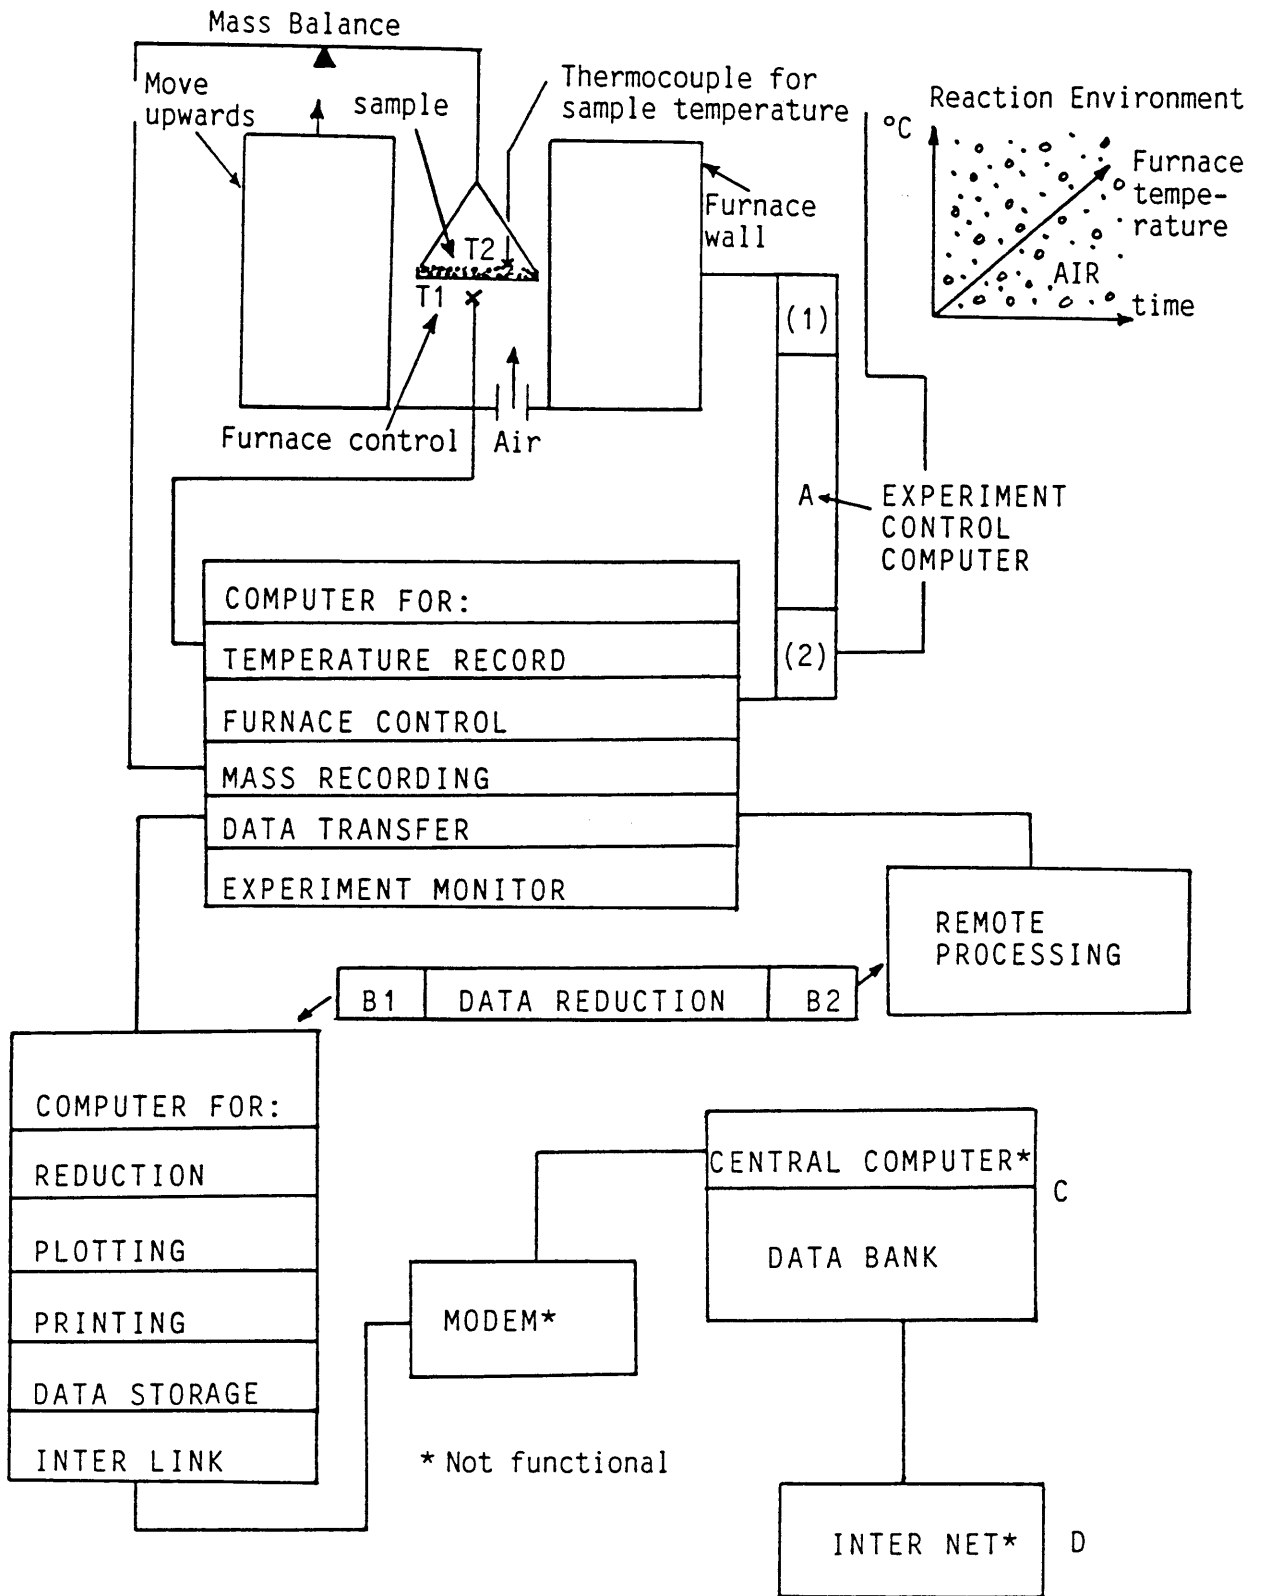 Mass Balance
Move
upwards
sample
Thermocouple for
sample temperature
Reaction Environment
°C
Furnace
tempe-
rature
AIR
time
Furnace
wall
T2
T1
(1)
Furnace control
Air
A
EXPERIMENT
CONTROL
COMPUTER
(2)
COMPUTER FOR:
TEMPERATURE RECORD
FURNACE CONTROL
MASS RECORDING
DATA TRANSFER
EXPERIMENT MONITOR
REMOTE
PROCESSING
B1 DATA REDUCTION B2
COMPUTER FOR:
REDUCTION
PLOTTING
PRINTING
DATA STORAGE
INTER LINK
CENTRAL COMPUTER*
C
DATA BANK
MODEM*
* Not functional
INTER NET*
D